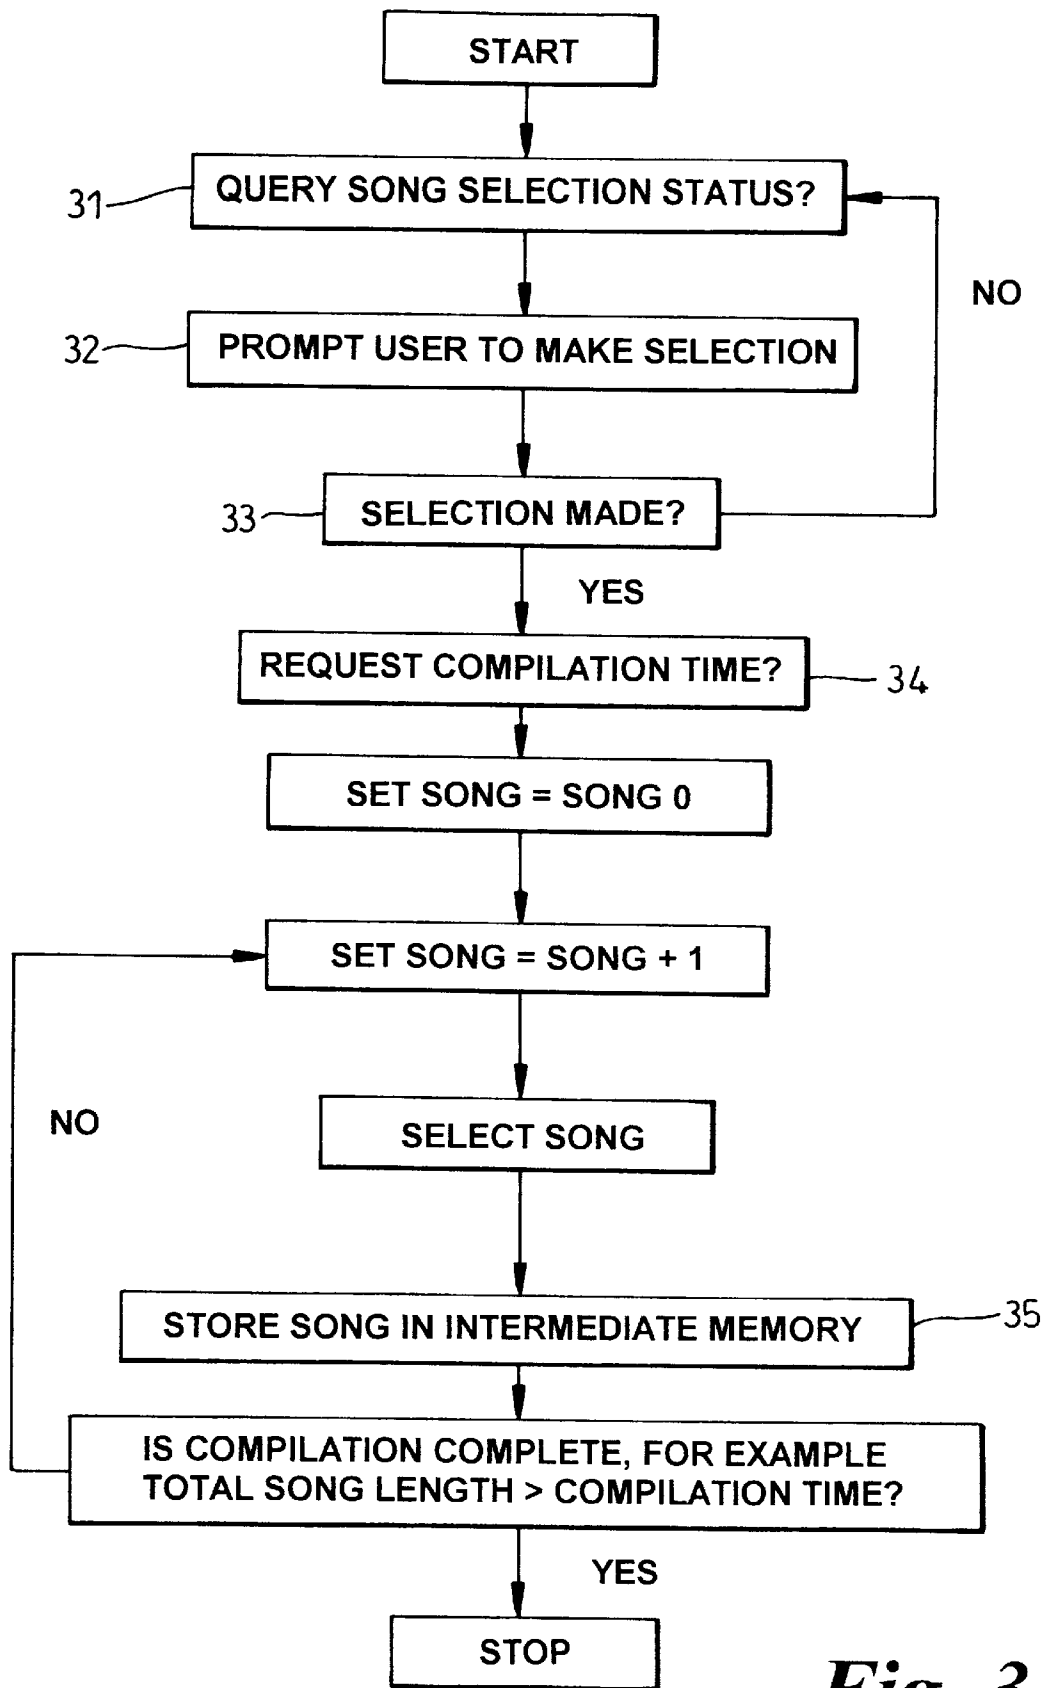 START
31
QUERY SONG SELECTION STATUS?
NO
32
PROMPT USER TO MAKE SELECTION
33
SELECTION MADE?
YES
REQUEST COMPILATION TIME?
34
SET SONG = SONG 0
SET SONG = SONG + 1
NO
SELECT SONG
STORE SONG IN INTERMEDIATE MEMORY
35
IS COMPILATION COMPLETE, FOR EXAMPLE
TOTAL SONG LENGTH > COMPILATION TIME?
YES
STOP
Fig. 3